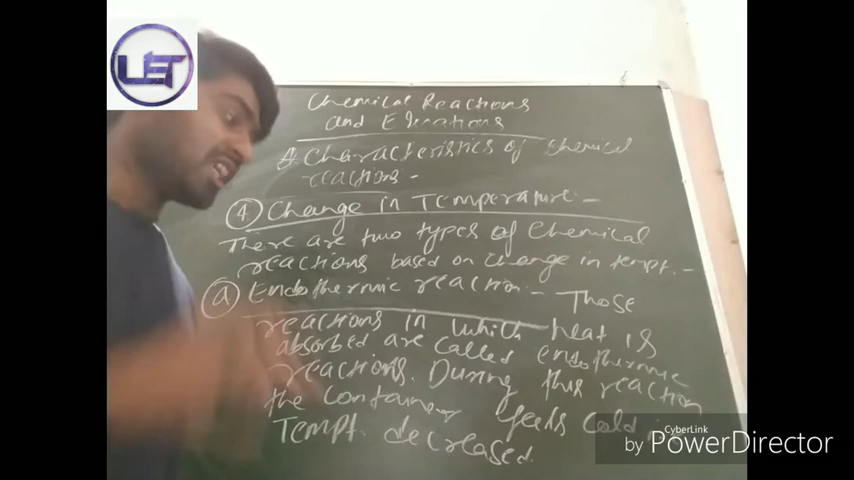 UET
Chemical Reactions
and Equations
Characteristics of chemical
reactions -
④ Change in Temperature -
There are two types of Chemical
reactions based on change in tempt. -
ⓐ Endothermic reaction - Those
reactions in which heat is
absorbed are called endothermic
reactions. During this reaction
the container feels cold
Tempt. decreased.
CyberLink
by PowerDirector